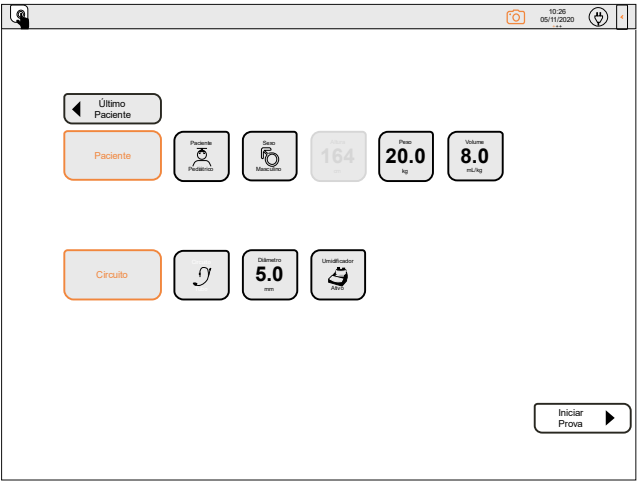 10:26
05/11/2020
Último
Paciente
Paciente
Paciente
Pediátrico
Sexo
Masculino
164
Peso
20.0
kg
Volume
8.0
mL/kg
Circuito
Diâmetro
5.0
mm
Umidificador
Ativo
Iniciar
Prova